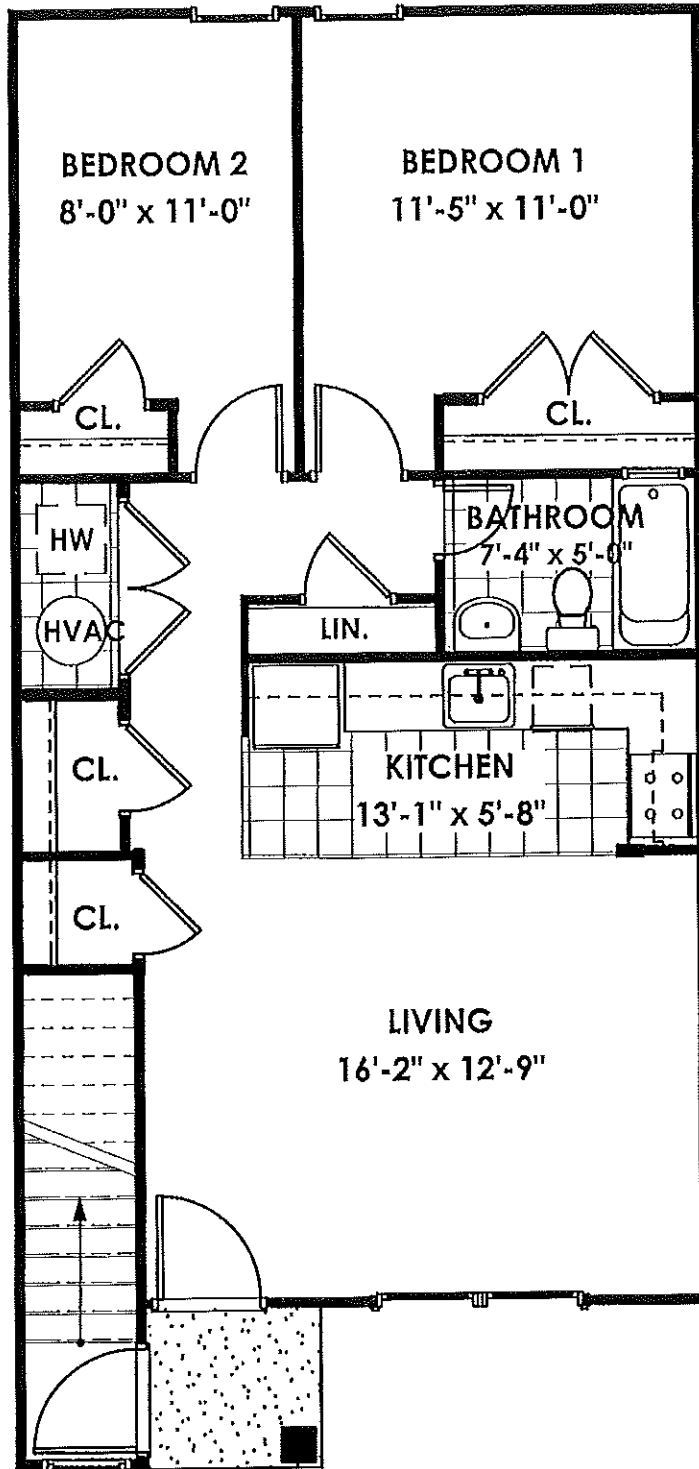 BEDROOM 2
8'-0" x 11'-0"
BEDROOM 1
11'-5" x 11'-0"
CL.
CL.
HW
HVAC
BATHROOM
7'-4" x 5'-0"
LIN.
CL.
KITCHEN
13'-1" x 5'-8"
CL.
LIVING
16'-2" x 12'-9"